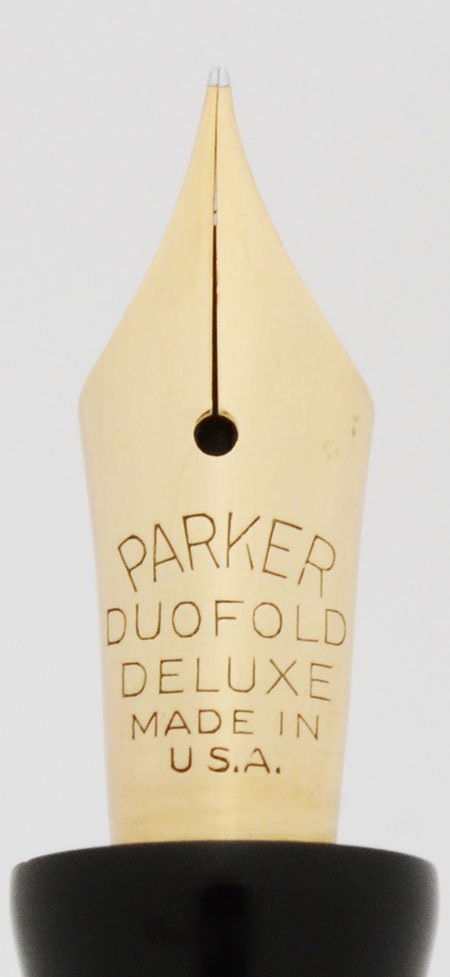 PARKER
DUOFOLD
DELUXE
MADE IN
U S.A.